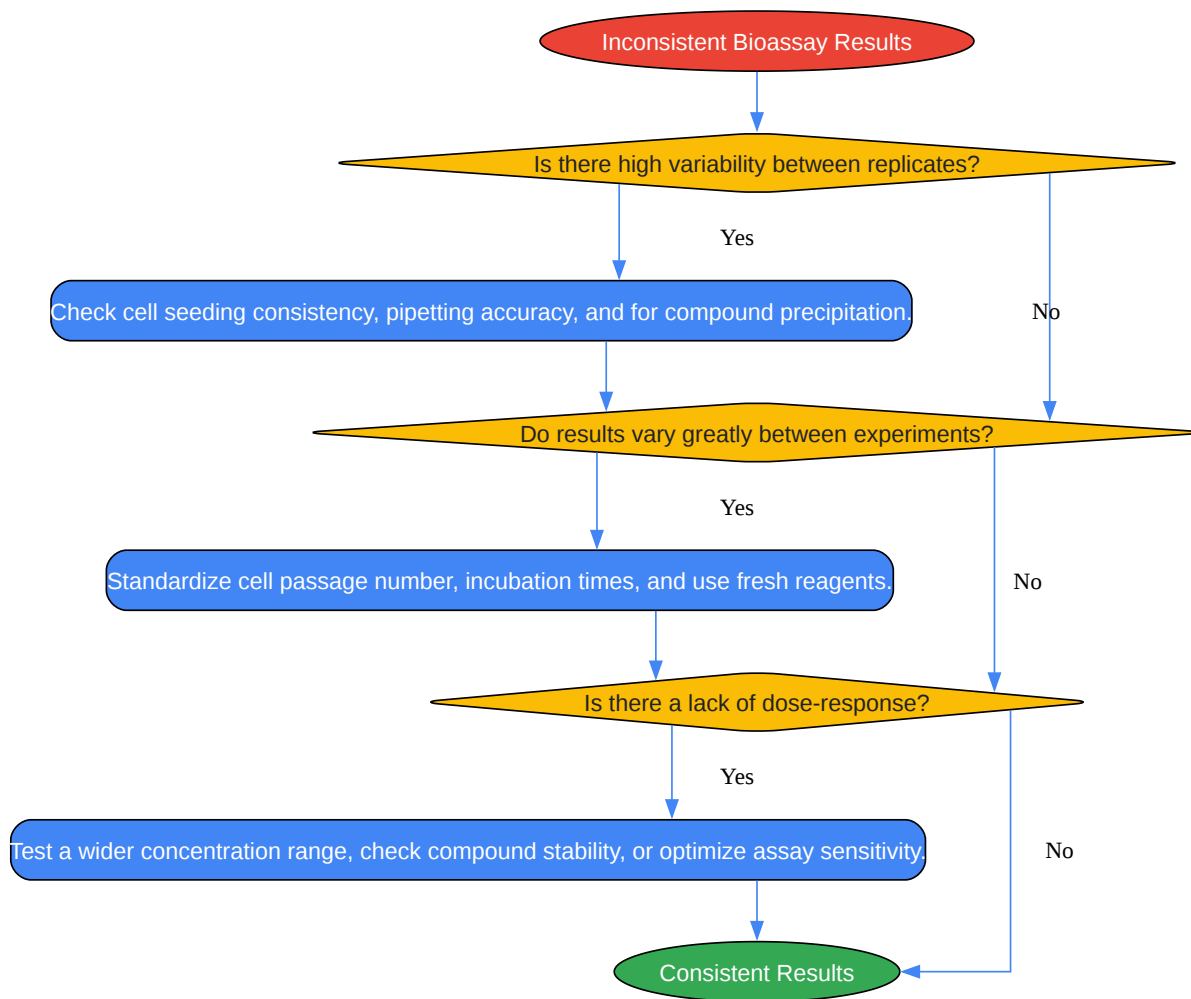 Inconsistent Bioassay Results
Is there high variability between replicates?
Yes
Check cell seeding consistency, pipetting accuracy, and for compound precipitation.
No
Do results vary greatly between experiments?
Yes
Standardize cell passage number, incubation times, and use fresh reagents.
No
Is there a lack of dose-response?
Yes
Test a wider concentration range, check compound stability, or optimize assay sensitivity.
No
Consistent Results